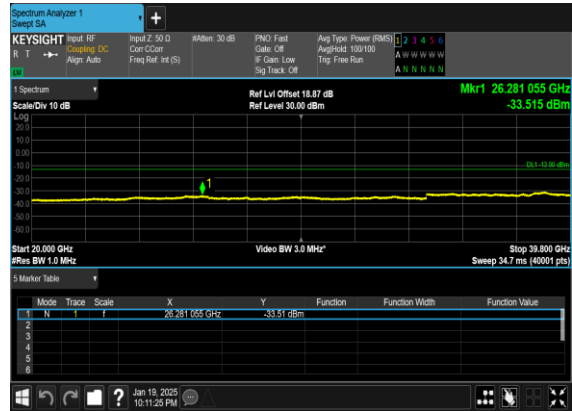 Spectrum Analyzer 1
Swept SA
+
KEYSIGHT
R T
Input: RF
Coupling: DC
Align: Auto
Input Z: 50 Ω
Corr CCorr
Freq Ref: Int (S)
#Atten: 30 dB
PNO: Fast
Gate: Off
IF Gain: Low
Sig Track: Off
Avg Type: Power (RMS)
Avg|Hold: 100/100
Trig: Free Run
1 2 3 4 5 6
A W W W W W
A N N N N N
1 Spectrum
Scale/Div 10 dB
Ref Lvl Offset 18.87 dB
Ref Level 30.00 dBm
Mkr1 26.281 055 GHz
-33.515 dBm
Log
20.0
10.0
0.00
-10.0
-20.0
-30.0
-40.0
-50.0
-60.0
DL1 -13.00 dBm
1
Start 20.000 GHz
#Res BW 1.0 MHz
Video BW 3.0 MHz*
Stop 39.800 GHz
Sweep 34.7 ms (40001 pts)
5 Marker Table
Mode Trace Scale X Y Function Function Width Function Value
1 N 1 f 26.281 055 GHz -33.51 dBm
2
3
4
5
6
?
Jan 19, 2025
10:11:25 PM